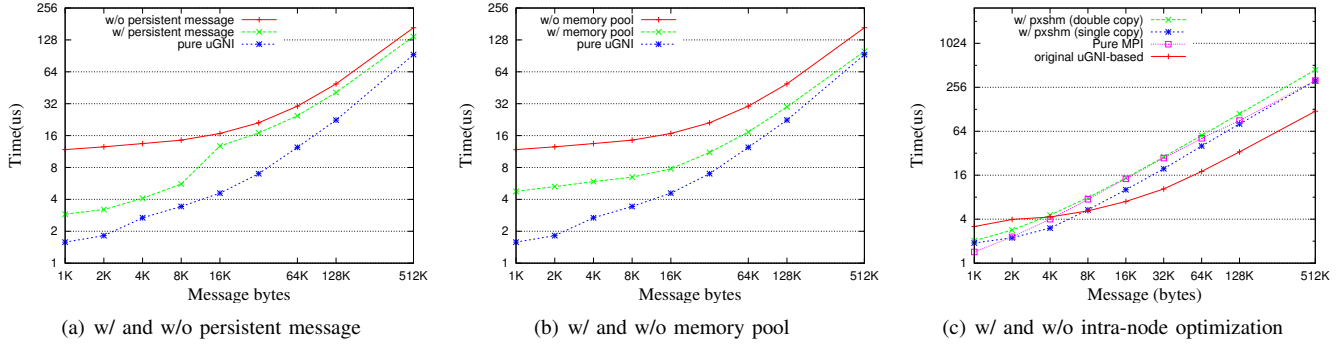 256
128
64
32
16
8
4
2
1
Time(us)
w/o persistent message
w/ persistent message
pure uGNI
1K 2K 4K 8K 16K 64K 128K 512K
Message bytes
(a) w/ and w/o persistent message
256
128
64
32
16
8
4
2
1
Time(us)
w/o memory pool
w/ memory pool
pure uGNI
1K 2K 4K 8K 16K 64K 128K 512K
Message bytes
(b) w/ and w/o memory pool
1024
256
64
16
4
1
Time(us)
w/ pxshm (double copy)
w/ pxshm (single copy)
Pure MPI
original uGNI-based
1K 2K 4K 8K 16K 32K 64K 128K 512K
Message (bytes)
(c) w/ and w/o intra-node optimization